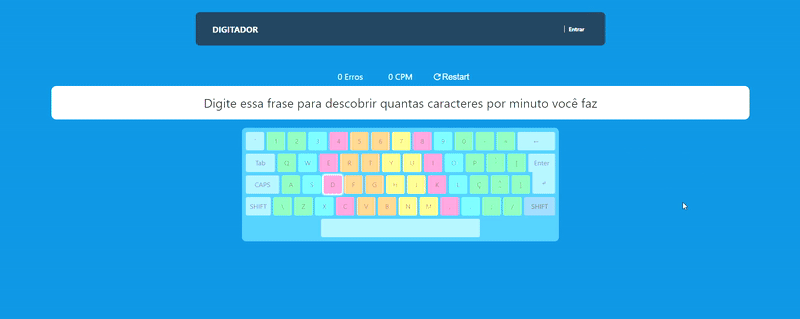 DIGITADOR
| Entrar
0 Erros 0 CPM Restart
Digite essa frase para descobrir quantas caracteres por minuto você faz
1 2 3 4 5 6 7 8 9 0 - +
Tab Q W E R T Y U I O P Enter
CAPS A S D F G H J K L Ç
SHIFT Z X C V B N M ; / SHIFT